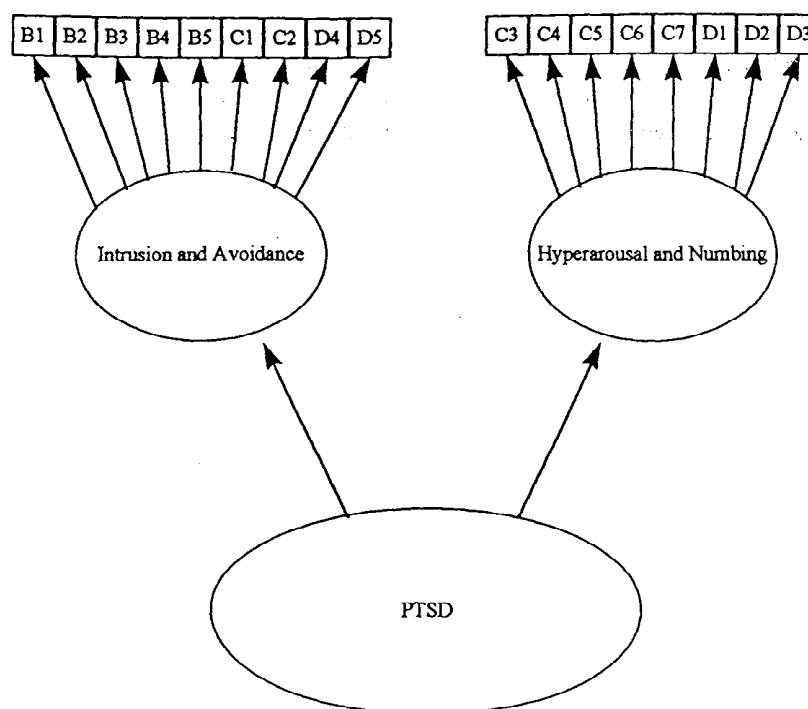 B1 B2 B3 B4 B5 C1 C2 D4 D5
C3 C4 C5 C6 C7 D1 D2 D3
Intrusion and Avoidance
Hyperarousal and Numbing
PTSD